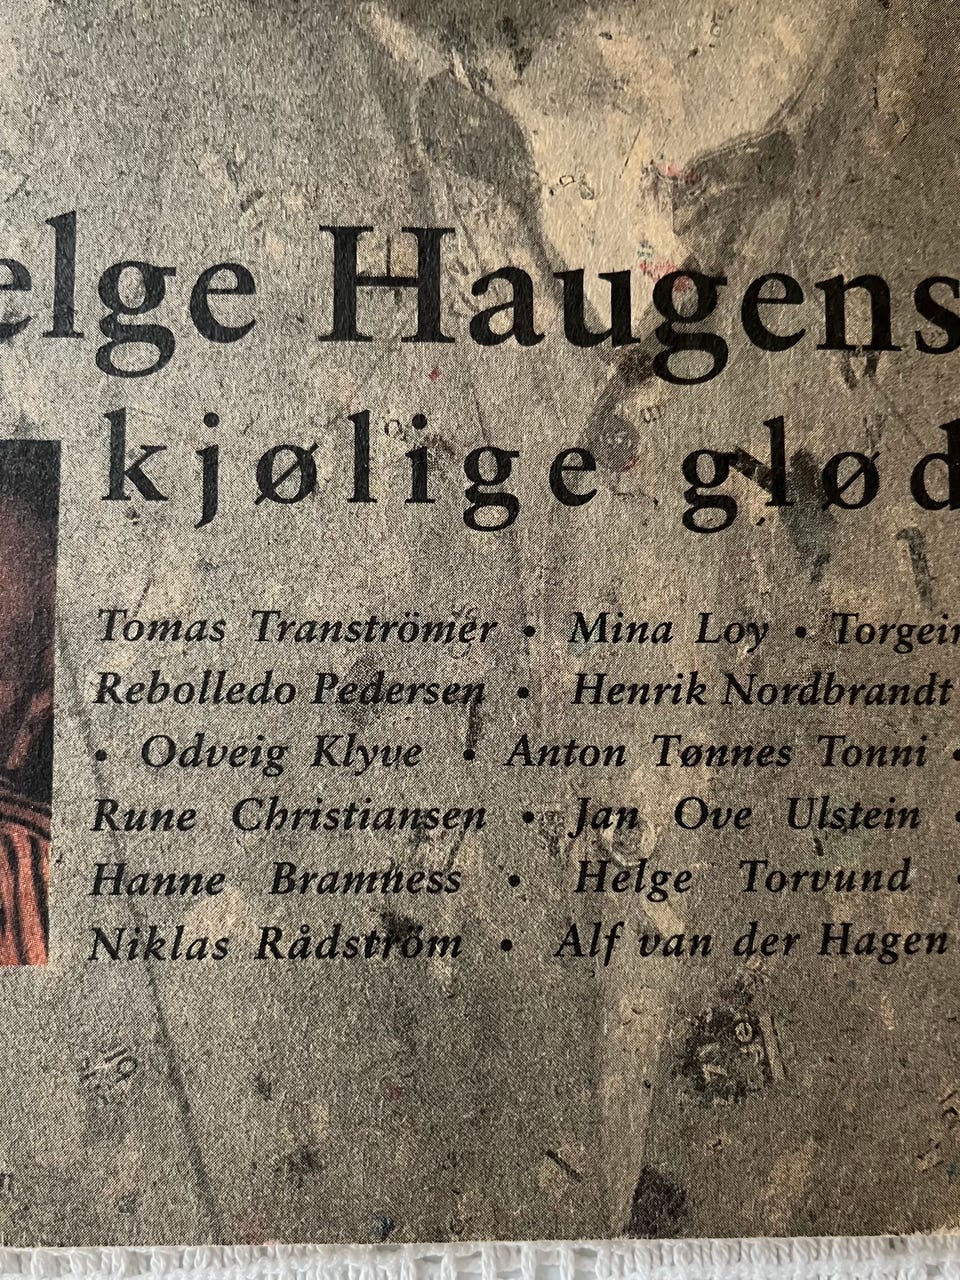 elge Haugens
kjølige glød
Tomas Tranströmer • Mina Loy • Torgeir
Rebolledo Pedersen • Henrik Nordbrandt
• Odveig Klyve • Anton Tønnes Tonni •
Rune Christiansen • Jan Ove Ulstein •
Hanne Bramness • Helge Torvund •
Niklas Rådström • Alf van der Hagen